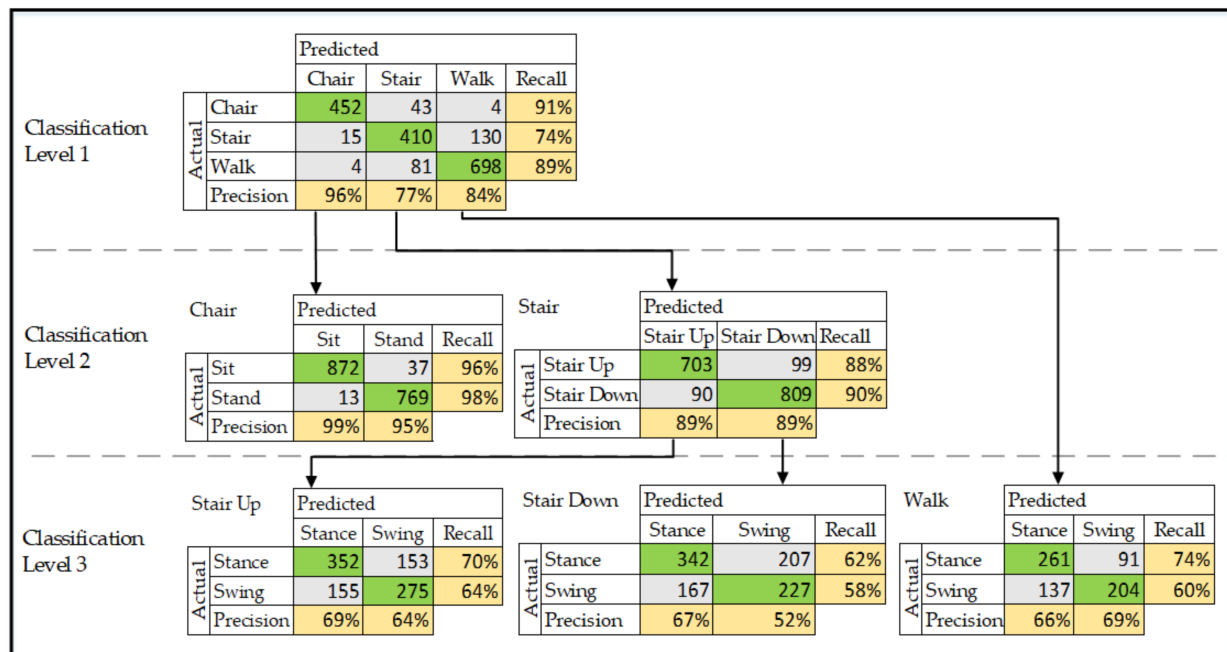 Classification
Level 1
Predicted
Chair Stair Walk Recall
Actual
Chair 452 43 4 91%
Stair 15 410 130 74%
Walk 4 81 698 89%
Precision 96% 77% 84%
Classification
Level 2
Chair
Predicted
Sit Stand Recall
Actual
Sit 872 37 96%
Stand 13 769 98%
Precision 99% 95%
Stair
Predicted
Stair Up Stair Down Recall
Actual
Stair Up 703 99 88%
Stair Down 90 809 90%
Precision 89% 89%
Classification
Level 3
Stair Up
Predicted
Stance Swing Recall
Actual
Stance 352 153 70%
Swing 155 275 64%
Precision 69% 64%
Stair Down
Predicted
Stance Swing Recall
Actual
Stance 342 207 62%
Swing 167 227 58%
Precision 67% 52%
Walk
Predicted
Stance Swing Recall
Actual
Stance 261 91 74%
Swing 137 204 60%
Precision 66% 69%